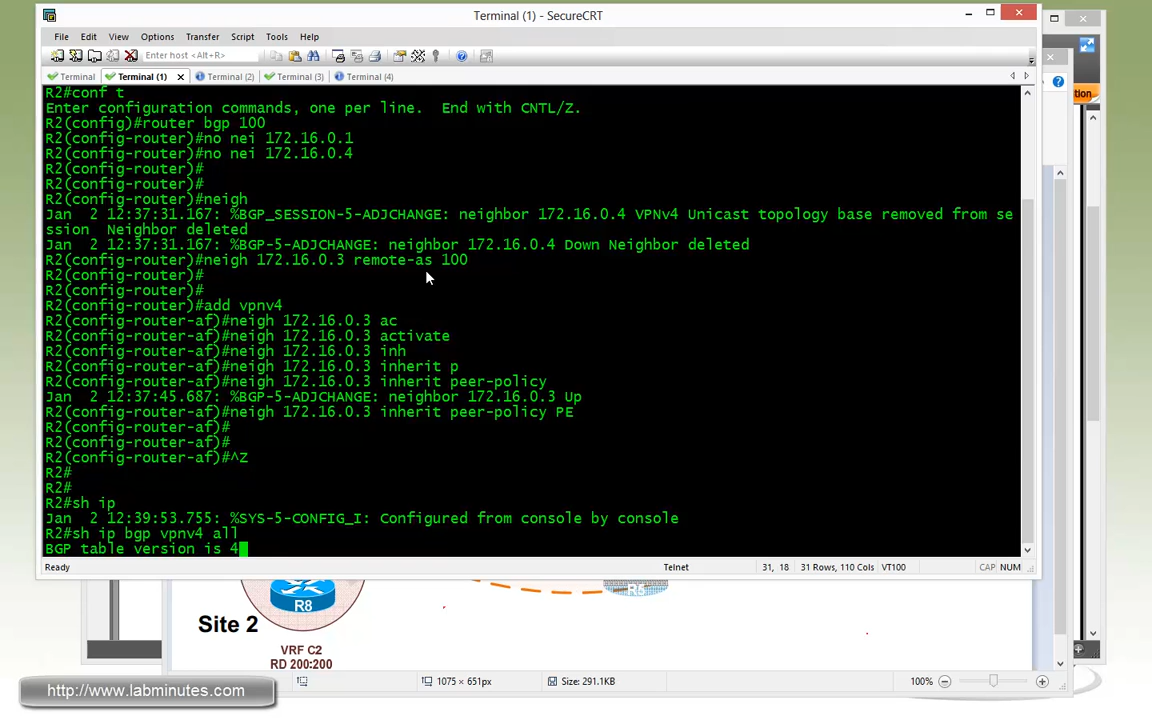 Terminal (1) - SecureCRT
File Edit View Options Transfer Script Tools Help
Enter host <Alt+R>
Terminal Terminal (1) Terminal (2) Terminal (3) Terminal (4)
R2#conf t
Enter configuration commands, one per line.  End with CNTL/Z.
R2(config)#router bgp 100
R2(config-router)#no nei 172.16.0.1
R2(config-router)#no nei 172.16.0.4
R2(config-router)#
R2(config-router)#
R2(config-router)#neigh
Jan  2 12:37:31.167: %BGP_SESSION-5-ADJCHANGE: neighbor 172.16.0.4 VPNv4 Unicast topology base removed from se
ssion  Neighbor deleted
Jan  2 12:37:31.167: %BGP-5-ADJCHANGE: neighbor 172.16.0.4 Down Neighbor deleted
R2(config-router)#neigh 172.16.0.3 remote-as 100
R2(config-router)#
R2(config-router)#
R2(config-router)#add vpnv4
R2(config-router-af)#neigh 172.16.0.3 ac
R2(config-router-af)#neigh 172.16.0.3 activate
R2(config-router-af)#neigh 172.16.0.3 inh
R2(config-router-af)#neigh 172.16.0.3 inherit p
R2(config-router-af)#neigh 172.16.0.3 inherit peer-policy
Jan  2 12:37:45.687: %BGP-5-ADJCHANGE: neighbor 172.16.0.3 Up
R2(config-router-af)#neigh 172.16.0.3 inherit peer-policy PE
R2(config-router-af)#
R2(config-router-af)#
R2(config-router-af)#^Z
R2#
R2#
R2#sh ip
Jan  2 12:39:53.755: %SYS-5-CONFIG_I: Configured from console by console
R2#sh ip bgp vpnv4 all
BGP table version is 4
Ready Telnet 31, 18 31 Rows, 110 Cols VT100 CAP NUM
R8
Site 2
VRF C2
RD 200:200
1075 × 651px Size: 291.1KB 100%
http://www.labminutes.com